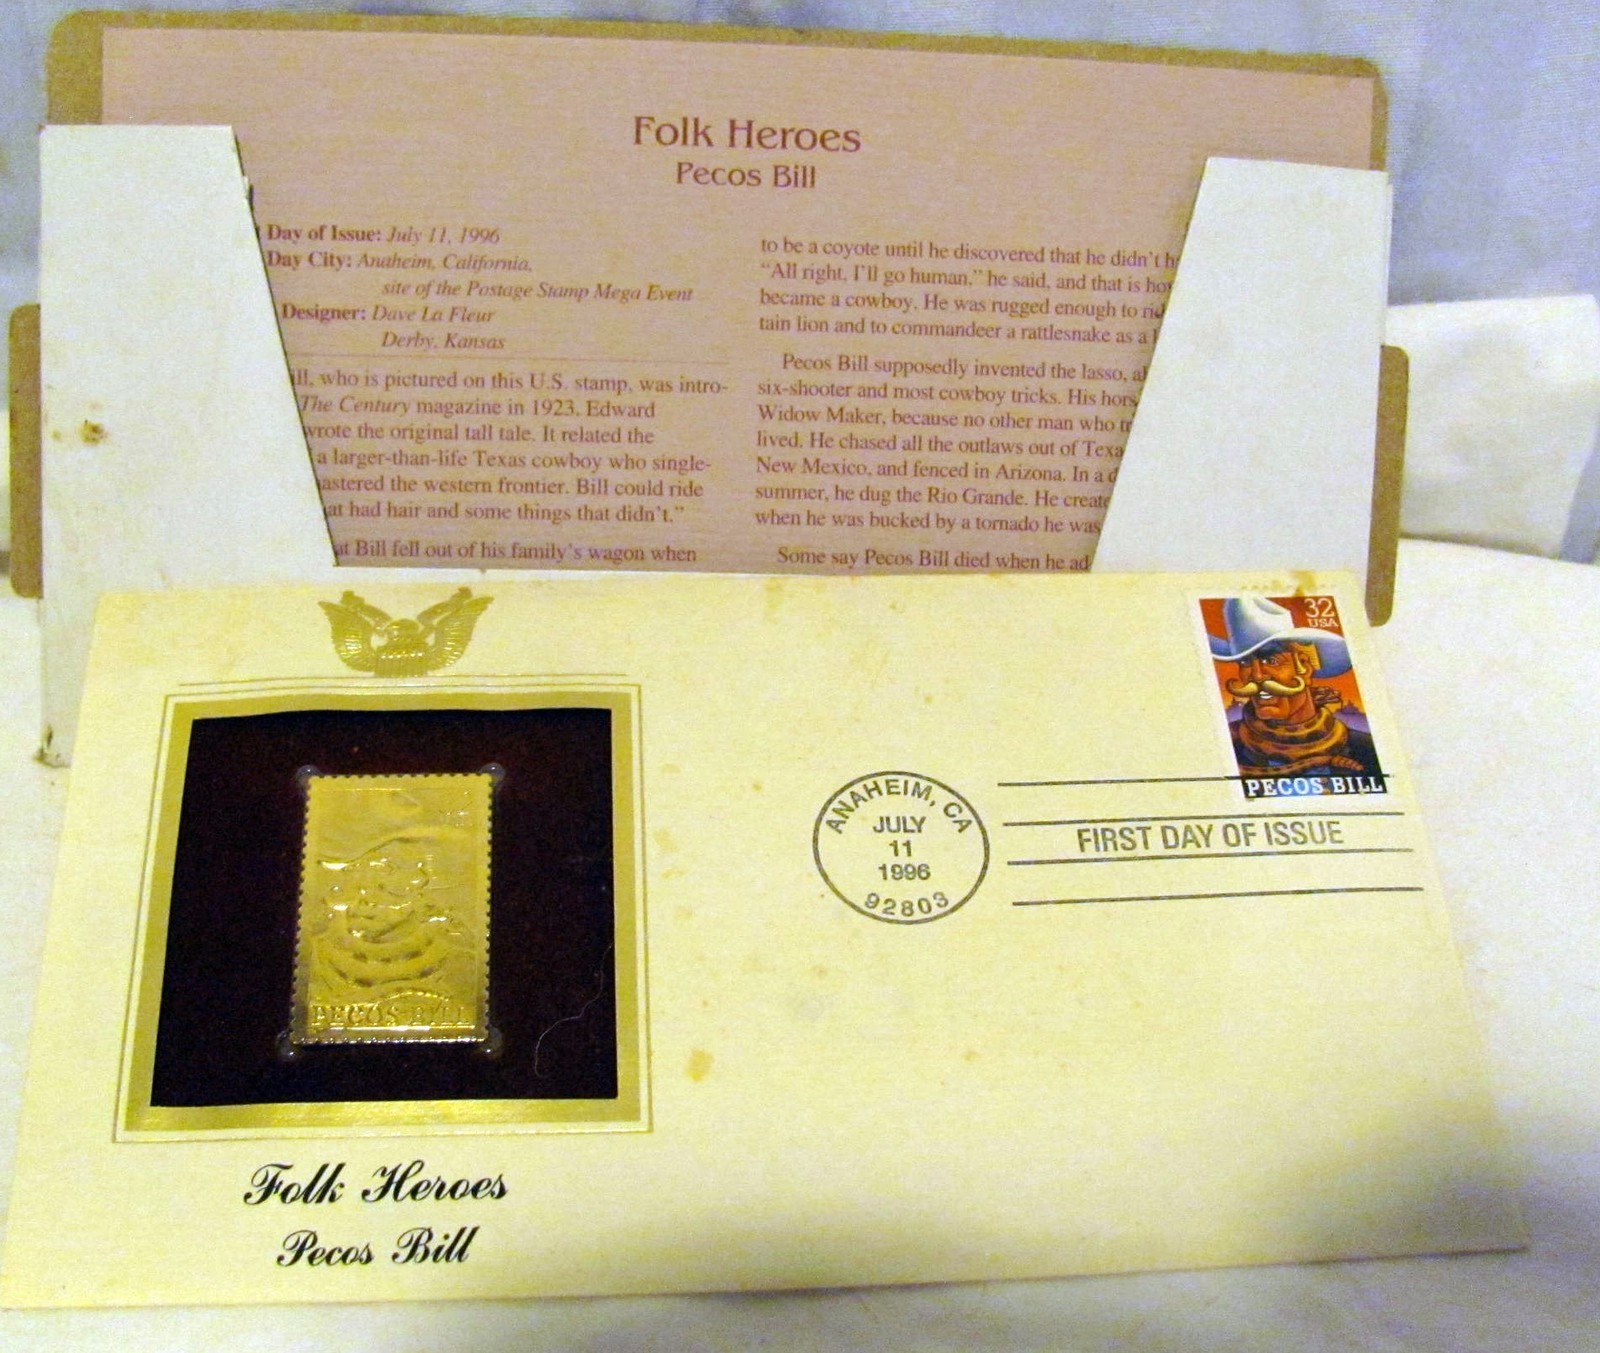 Folk Heroes
Pecos Bill
Day of Issue: July 11, 1996
Day City: Anaheim, California,
site of the Postage Stamp Mega Event
Designer: Dave La Fleur
Derby, Kansas
ill, who is pictured on this U.S. stamp, was intro-
The Century magazine in 1923. Edward
wrote the original tall tale. It related the
a larger-than-life Texas cowboy who single-
astered the western frontier. Bill could ride
at had hair and some things that didn't."
at Bill fell out of his family's wagon when
to be a coyote until he discovered that he didn't
"All right, I'll go human," he said, and that is
became a cowboy. He was rugged enough to
tain lion and to commandeer a rattlesnake as a
Pecos Bill supposedly invented the lasso,
six-shooter and most cowboy tricks. His
Widow Maker, because no other man who
lived. He chased all the outlaws out of
New Mexico, and fenced in Arizona. In a
summer, he dug the Rio Grande. He
when he was bucked by a tornado he was
Some say Pecos Bill died when he
32
USA
PECOS BILL
ANAHEIM, CA
JULY
11
1996
92803
FIRST DAY OF ISSUE
PECOS BILL
Folk Heroes
Pecos Bill